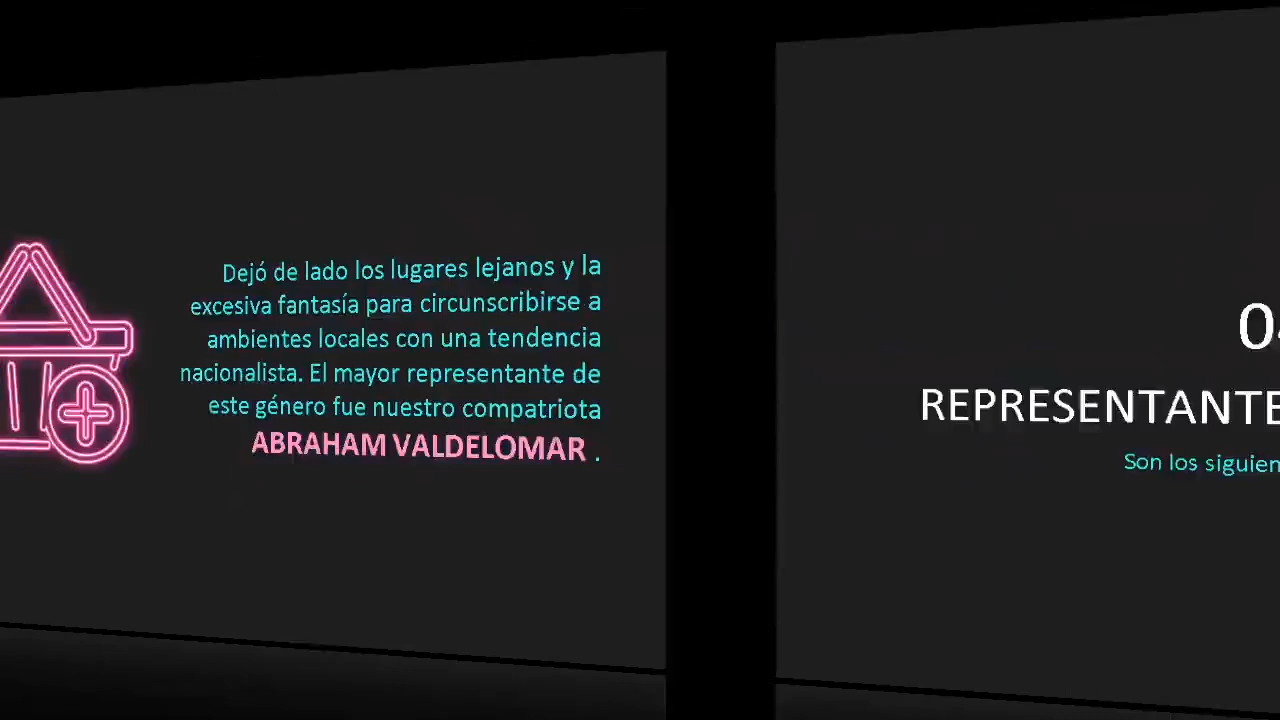 Dejó de lado los lugares lejanos y la
excesiva fantasía para circunscribirse a
ambientes locales con una tendencia
nacionalista. El mayor representante de
este género fue nuestro compatriota
ABRAHAM VALDELOMAR .
REPRESENTANTE
Son los